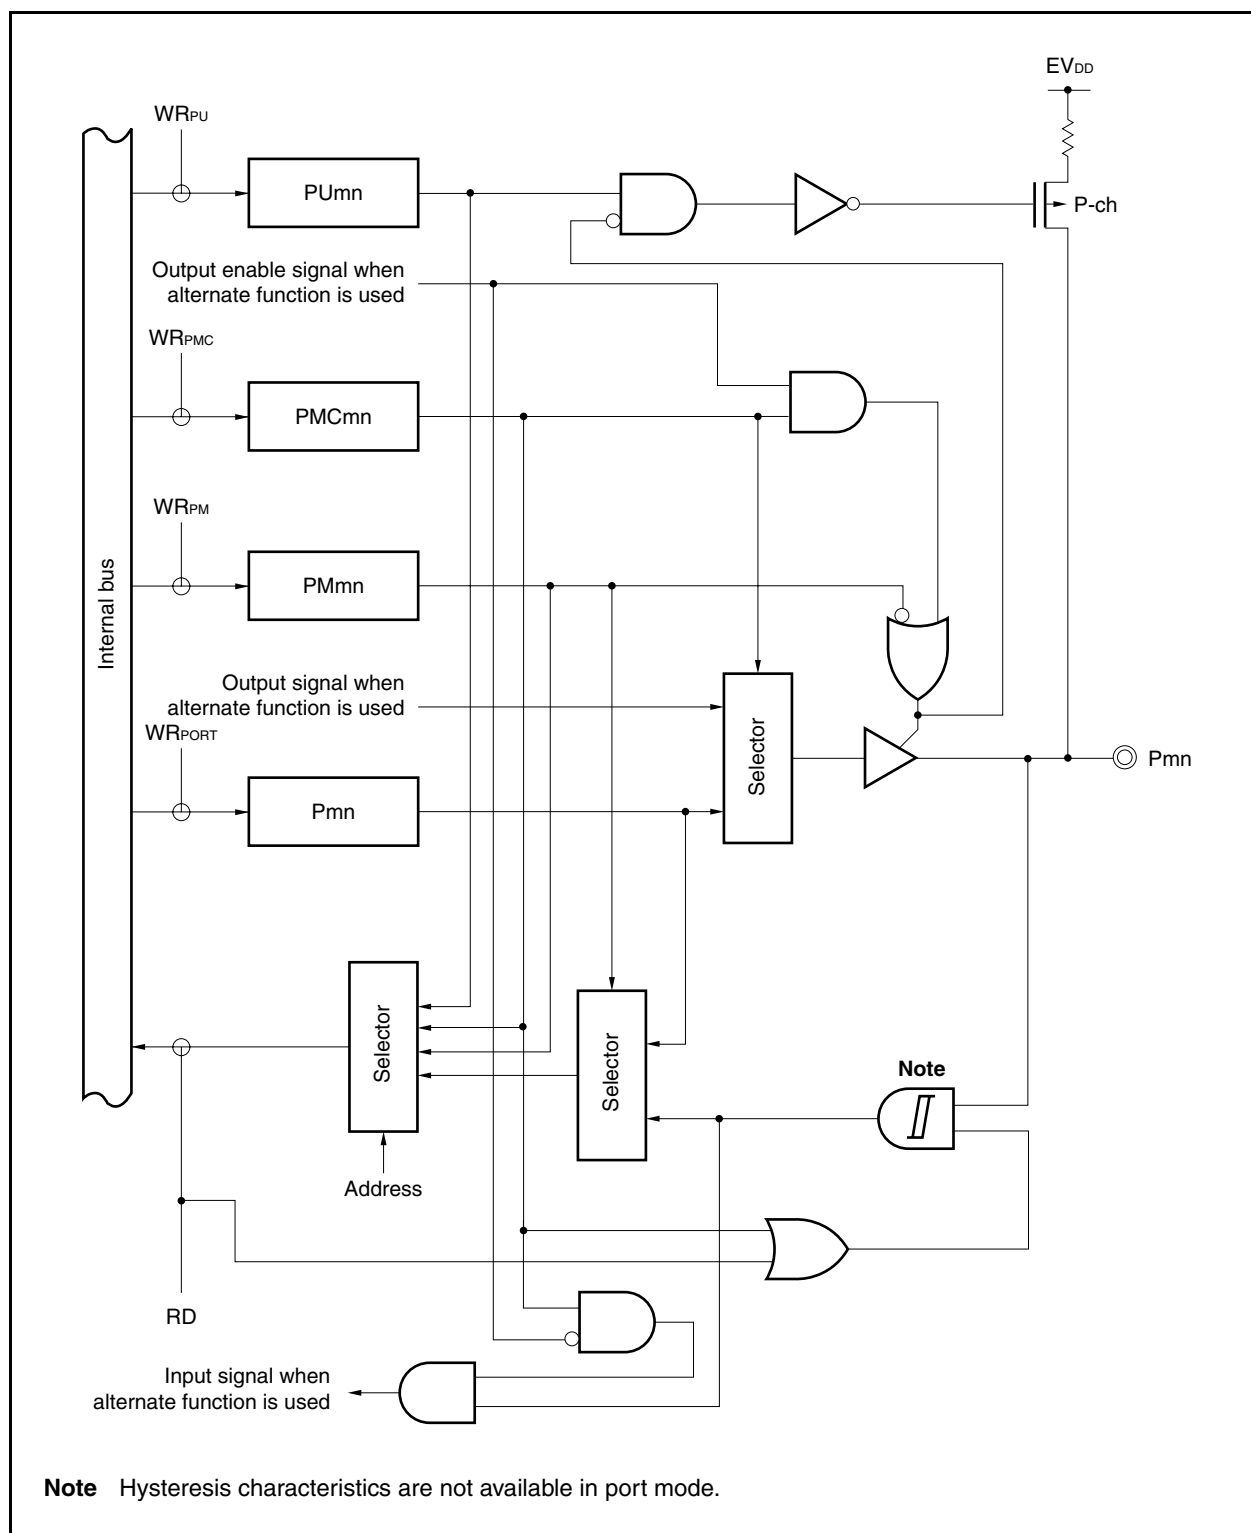 EVDD
WRPU
PUmn
P-ch
Output enable signal when
alternate function is used
WRPMC
PMCmn
WRPM
PMmn
Internal bus
Output signal when
alternate function is used
WRPORT
Selector
Pmn
Pmn
Selector
Selector
Note
Address
RD
Input signal when
alternate function is used
Note Hysteresis characteristics are not available in port mode.